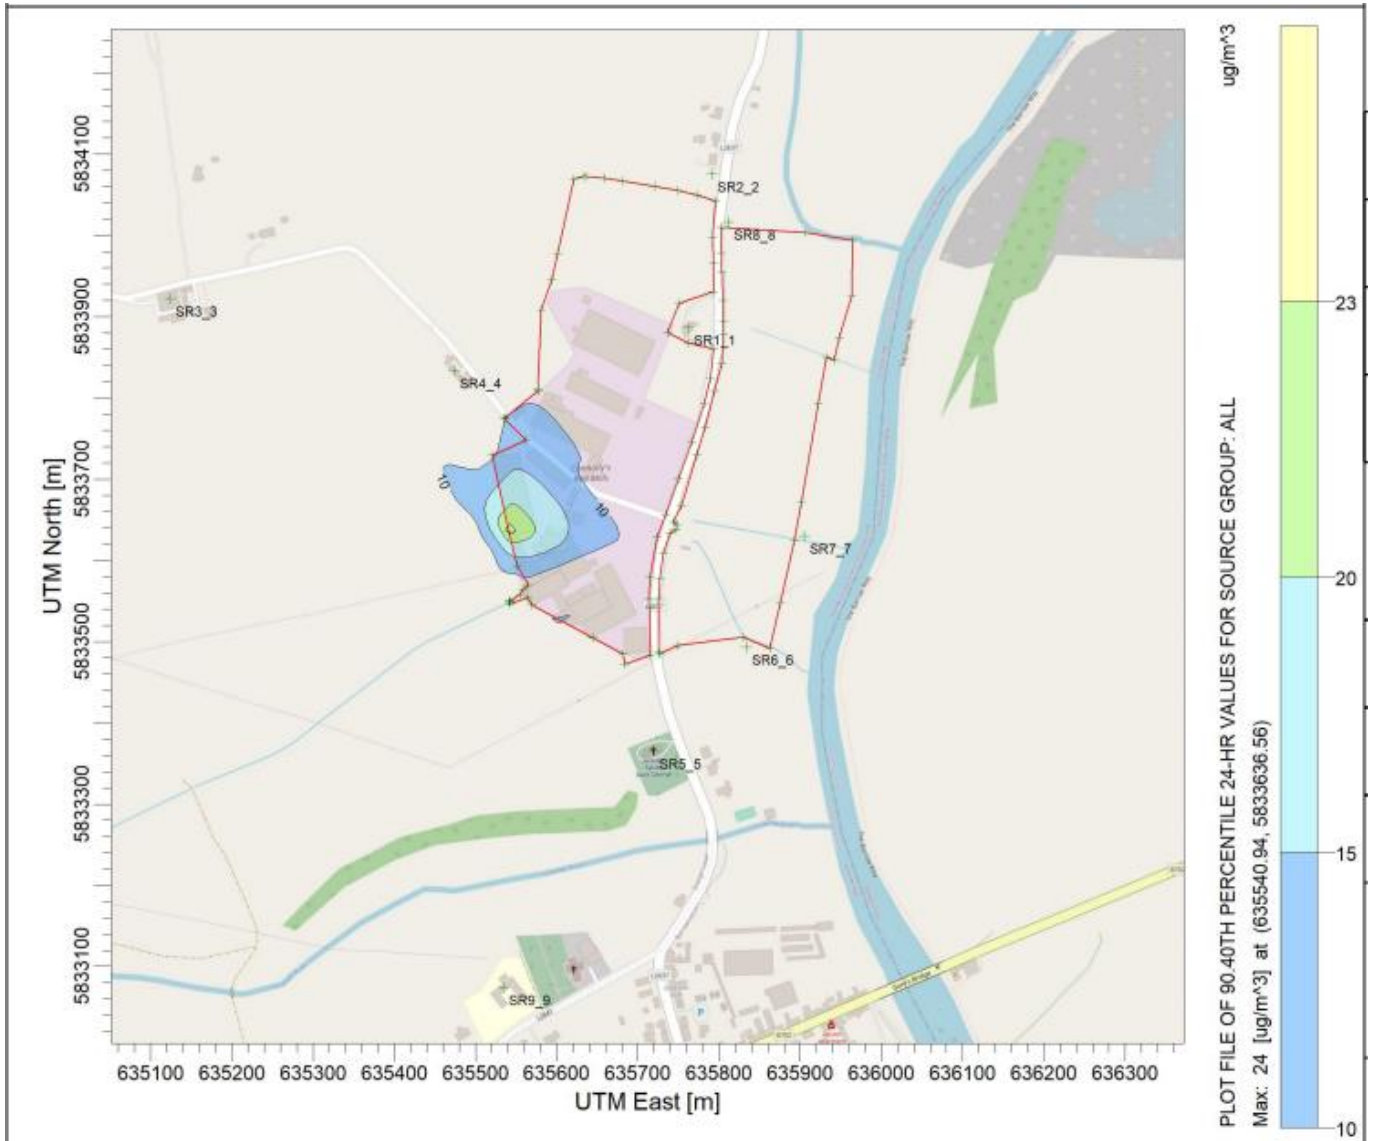 ug/m^3
5834100
SR2_2
SR8_8
5833900
SR3_3
SR1_1
SR4_4
5833700
10
10
SR7_7
5833500
SR6_6
SR5_5
5833300
5833100
SR9_9
P
635100 635200 635300 635400 635500 635600 635700 635800 635900 636000 636100 636200 636300
UTM East [m]
UTM North [m]
PLOT FILE OF 90.40TH PERCENTILE 24-HR VALUES FOR SOURCE GROUP: ALL
Max: 24 [ug/m^3] at (635540.94, 5833636.56)
23
20
15
10